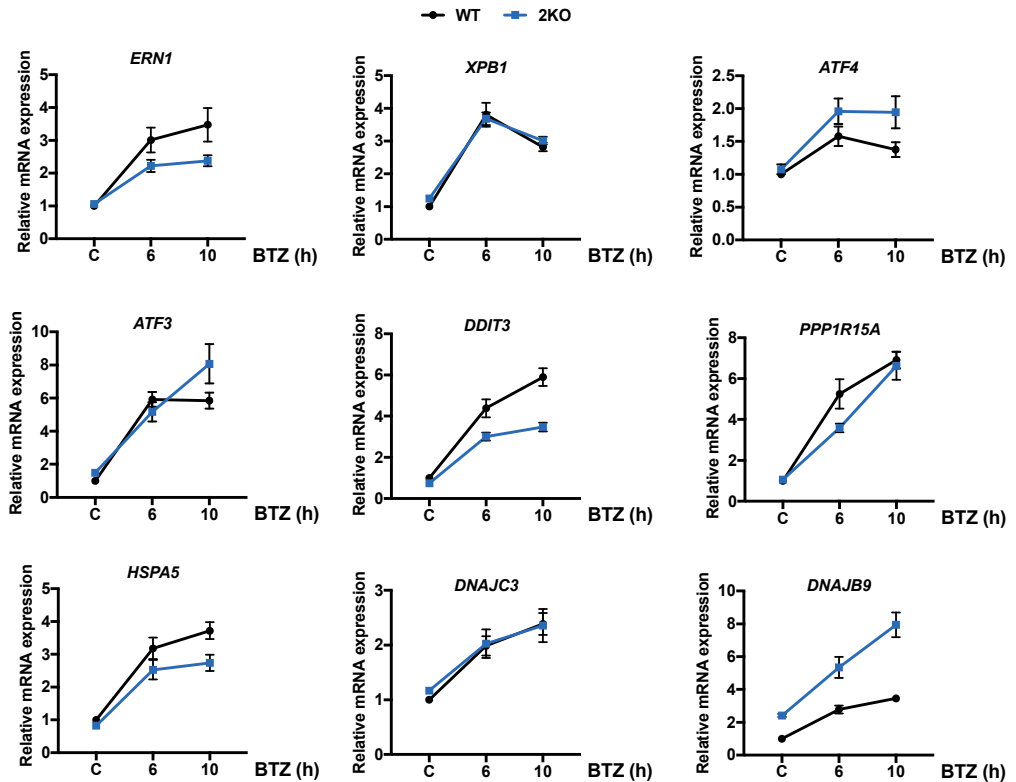 WT 2KO
ERN1
Relative mRNA expression
5
4
3
2
1
0
C 6 10 BTZ (h)
XPB1
Relative mRNA expression
5
4
3
2
1
0
C 6 10 BTZ (h)
ATF4
Relative mRNA expression
2.5
2.0
1.5
1.0
0.5
0.0
C 6 10 BTZ (h)
ATF3
Relative mRNA expression
10
8
6
4
2
0
C 6 10 BTZ (h)
DDIT3
Relative mRNA expression
8
6
4
2
0
C 6 10 BTZ (h)
PPP1R15A
Relative mRNA expression
8
6
4
2
0
C 6 10 BTZ (h)
HSPA5
Relative mRNA expression
5
4
3
2
1
0
C 6 10 BTZ (h)
DNAJC3
Relative mRNA expression
3
2
1
0
C 6 10 BTZ (h)
DNAJB9
Relative mRNA expression
10
8
6
4
2
0
C 6 10 BTZ (h)